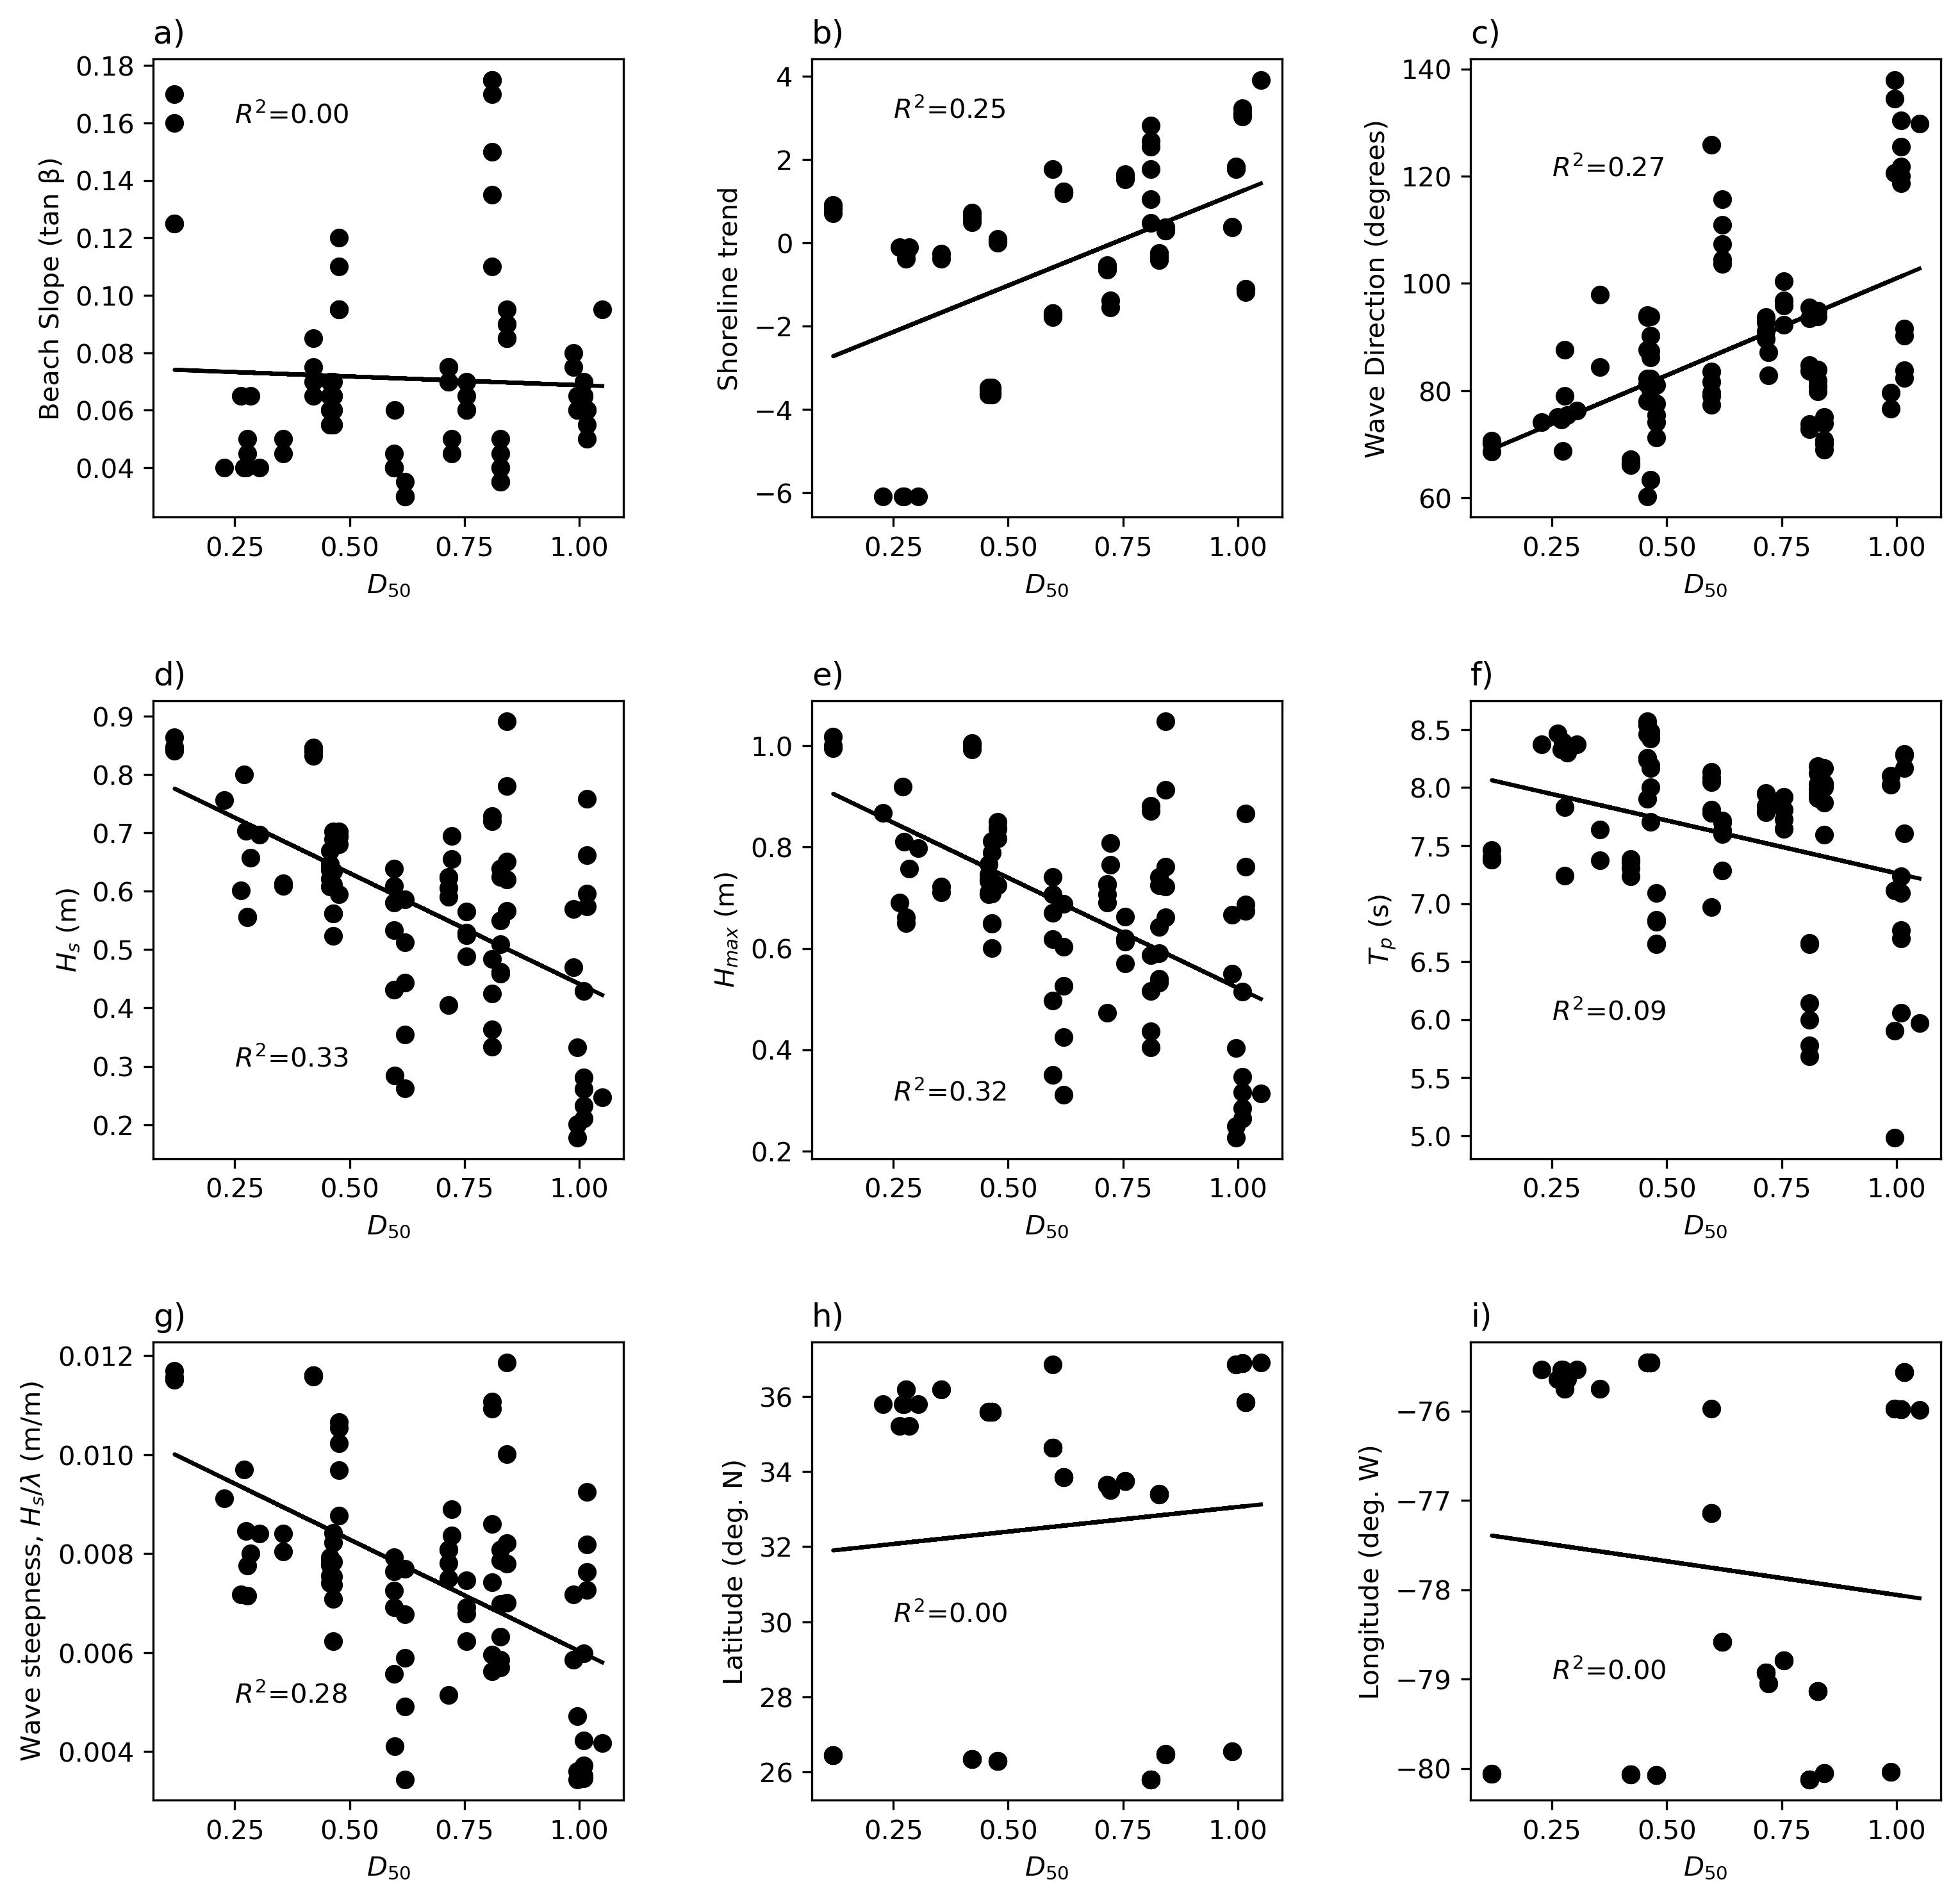 a)
0.18
0.16
0.14
0.12
0.10
0.08
0.06
0.04
Beach Slope (tan β)
R²=0.00
0.25 0.50 0.75 1.00
D₅₀
b)
4
2
0
−2
−4
−6
Shoreline trend
R²=0.25
0.25 0.50 0.75 1.00
D₅₀
c)
140
120
100
80
60
Wave Direction (degrees)
R²=0.27
0.25 0.50 0.75 1.00
D₅₀
d)
0.9
0.8
0.7
0.6
0.5
0.4
0.3
0.2
Hₛ (m)
R²=0.33
0.25 0.50 0.75 1.00
D₅₀
e)
1.0
0.8
0.6
0.4
0.2
Hₘₐₓ (m)
R²=0.32
0.25 0.50 0.75 1.00
D₅₀
f)
8.5
8.0
7.5
7.0
6.5
6.0
5.5
5.0
Tₚ (s)
R²=0.09
0.25 0.50 0.75 1.00
D₅₀
g)
0.012
0.010
0.008
0.006
0.004
Wave steepness, Hₛ/λ (m/m)
R²=0.28
0.25 0.50 0.75 1.00
D₅₀
h)
36
34
32
30
28
26
Latitude (deg. N)
R²=0.00
0.25 0.50 0.75 1.00
D₅₀
i)
−76
−77
−78
−79
−80
Longitude (deg. W)
R²=0.00
0.25 0.50 0.75 1.00
D₅₀